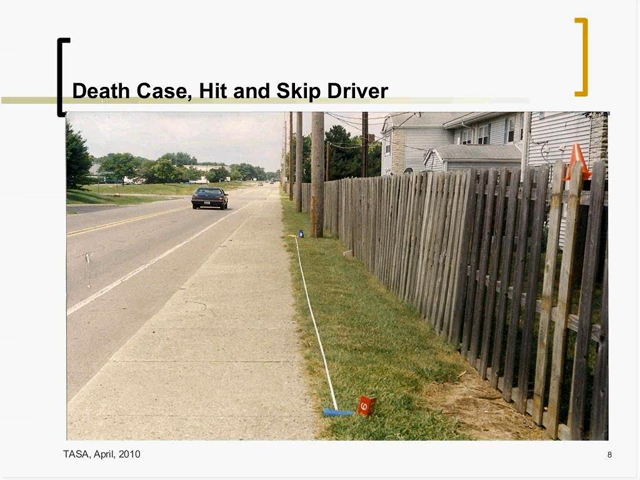 Death Case, Hit and Skip Driver
TASA, April, 2010
8